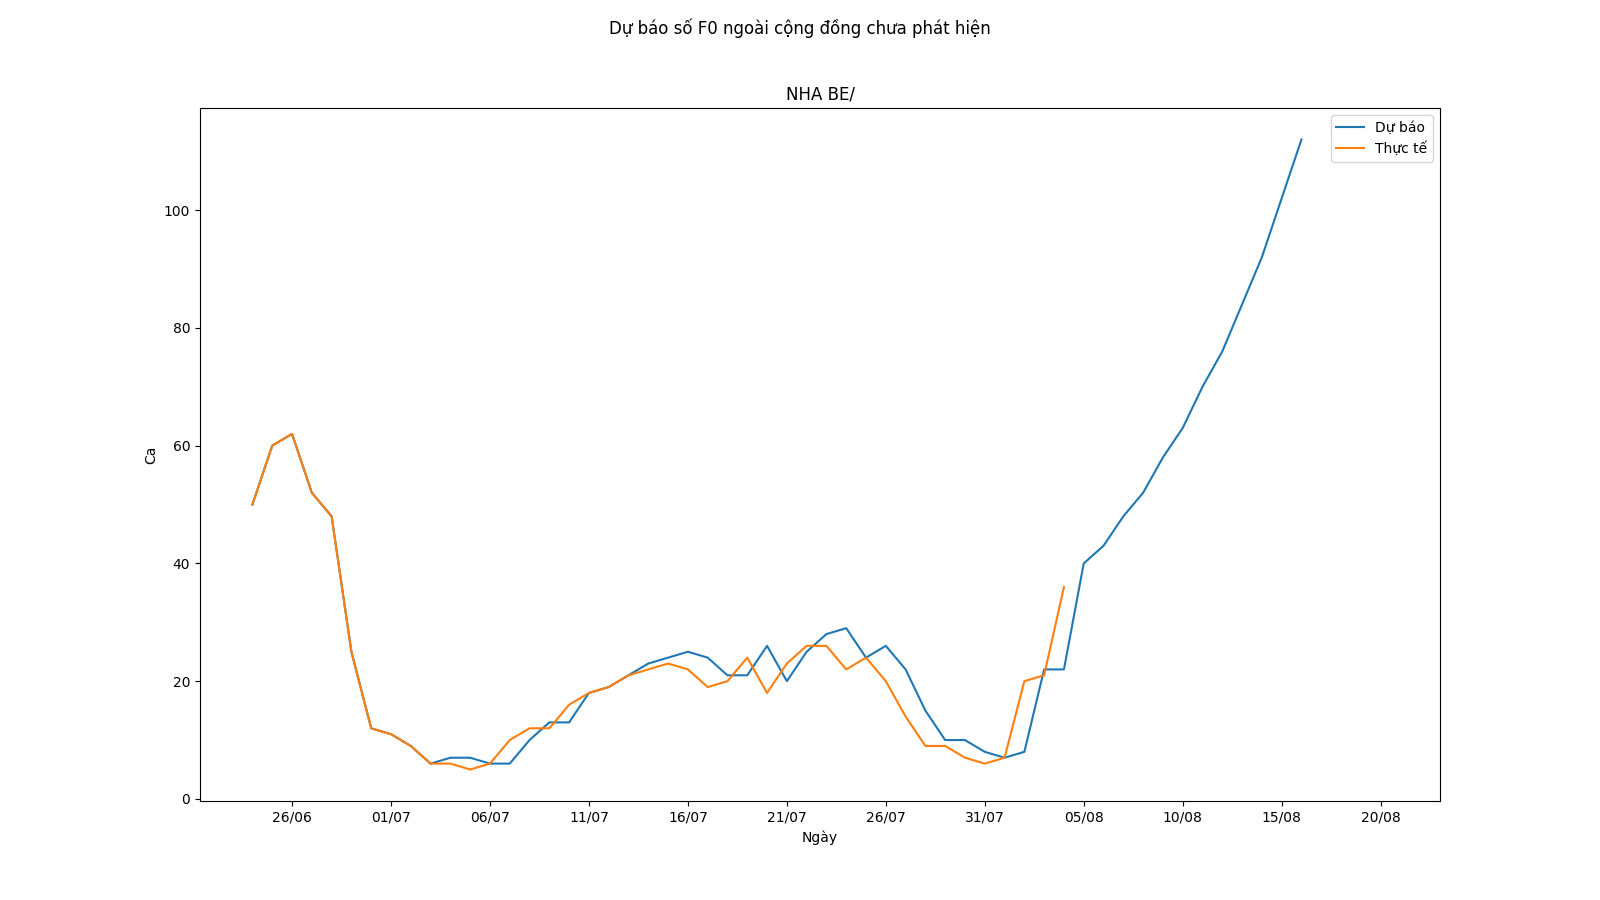 Dự báo số F0 ngoài cộng đồng chưa phát hiện
NHA BE/
Dự báo
Thực tế
100
80
60
40
20
0
Ca
26/06 01/07 06/07 11/07 16/07 21/07 26/07 31/07 05/08 10/08 15/08 20/08
Ngày